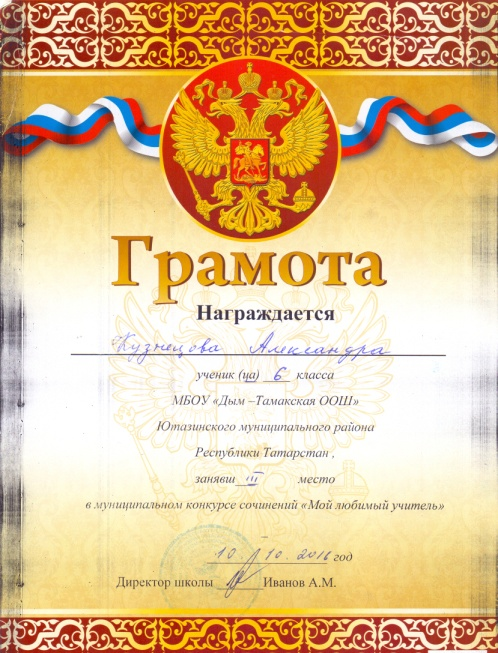 Грамота
Награждается
Кузнецова Александра
ученик (ца) 6 класса
МБОУ «Дым –Тамакская ООШ»
Ютазинского муниципального района
Республики Татарстан ,
занявш III место
в муниципальном конкурсе сочинений «Мой любимый учитель»
10. 10. 2016 год
Директор школы Иванов А.М.